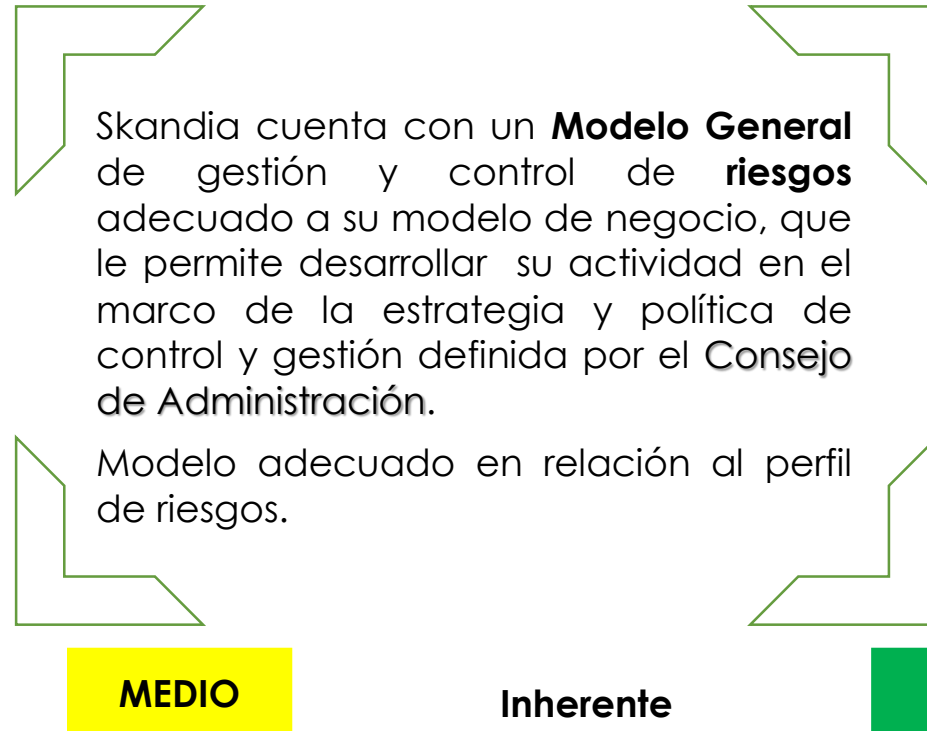 Skandia cuenta con un Modelo General
de gestión y control de riesgos
adecuado a su modelo de negocio, que
le permite desarrollar su actividad en el
marco de la estrategia y política de
control y gestión definida por el Consejo
de Administración.
Modelo adecuado en relación al perfil
de riesgos.
MEDIO
Inherente